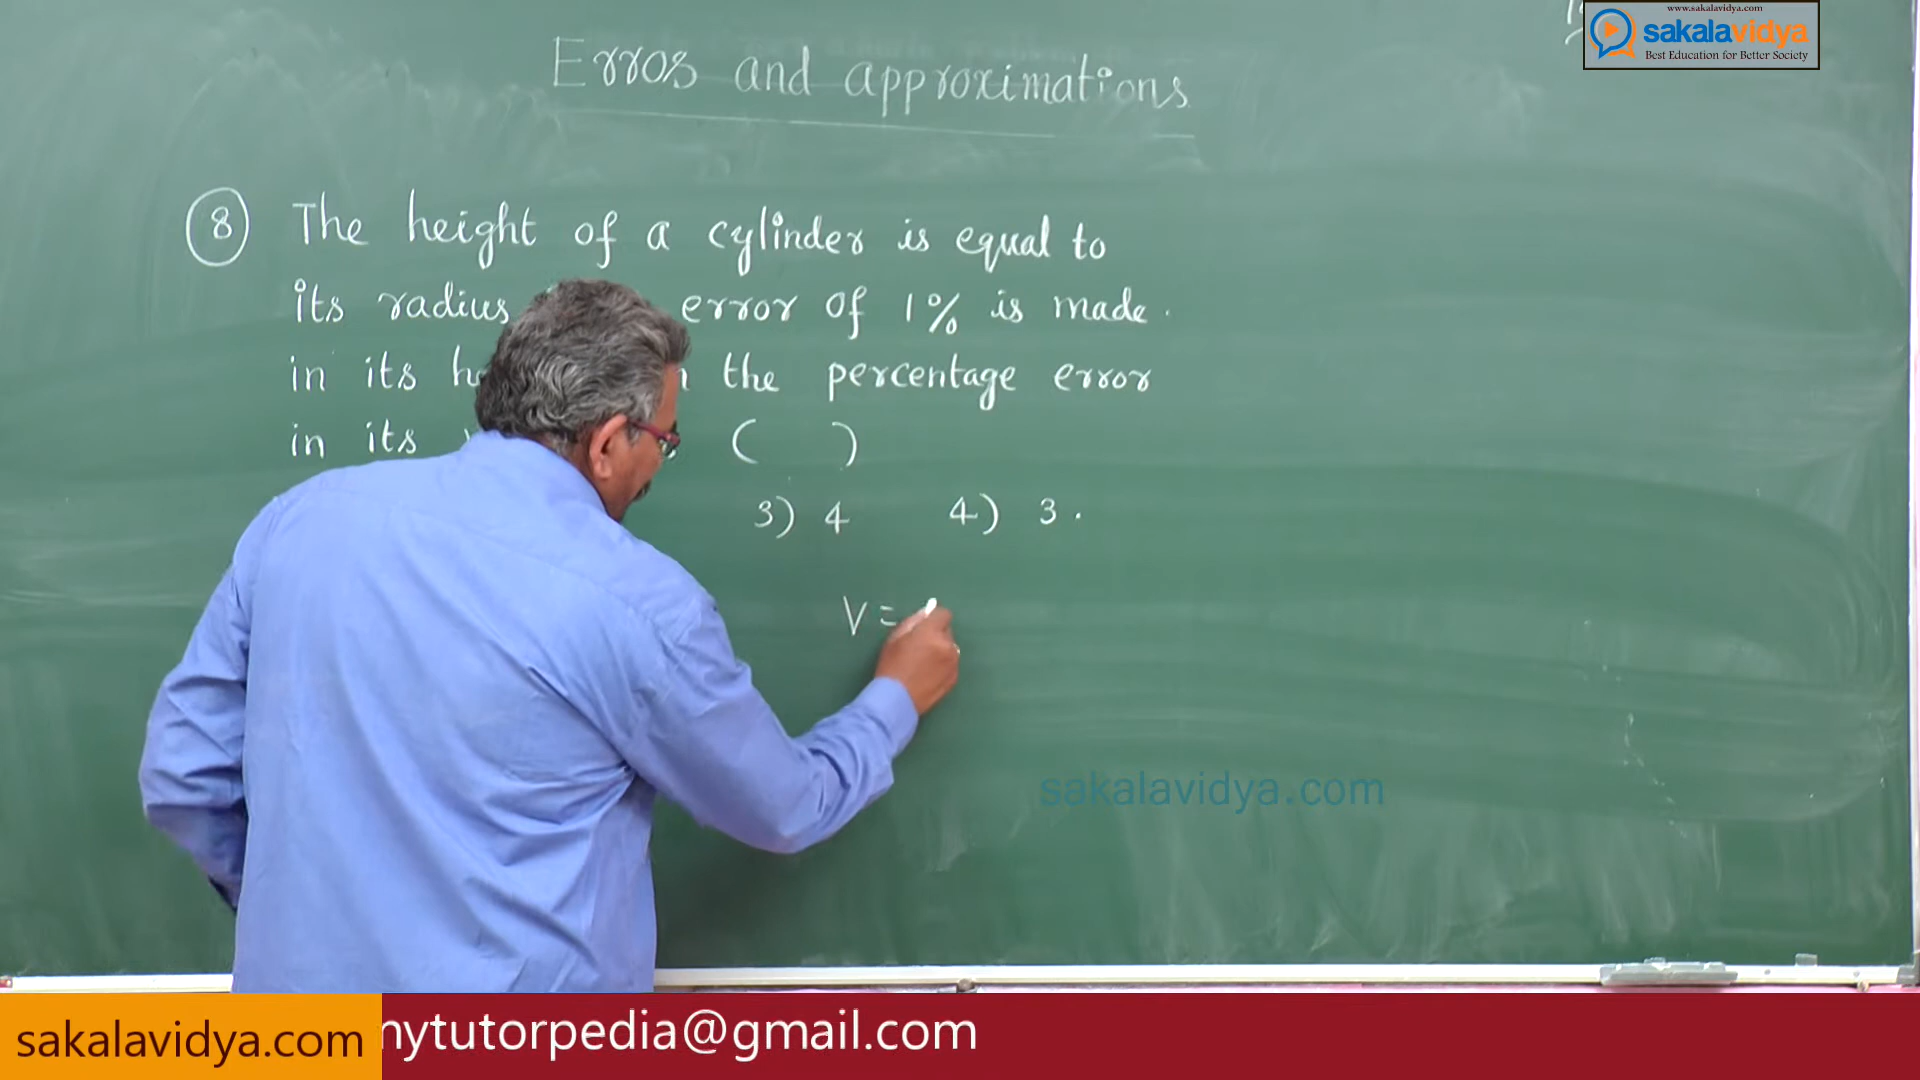 www.sakalavidya.com
sakalavidya
Best Education for Better Society
Erros and approximations
8 The height of a cylinder is equal to
its radius error of 1% is made.
in its the percentage error
in its ( )
3) 4 4) 3.
V =
sakalavidya.com
sakalavidya.com
mytutorpedia@gmail.com